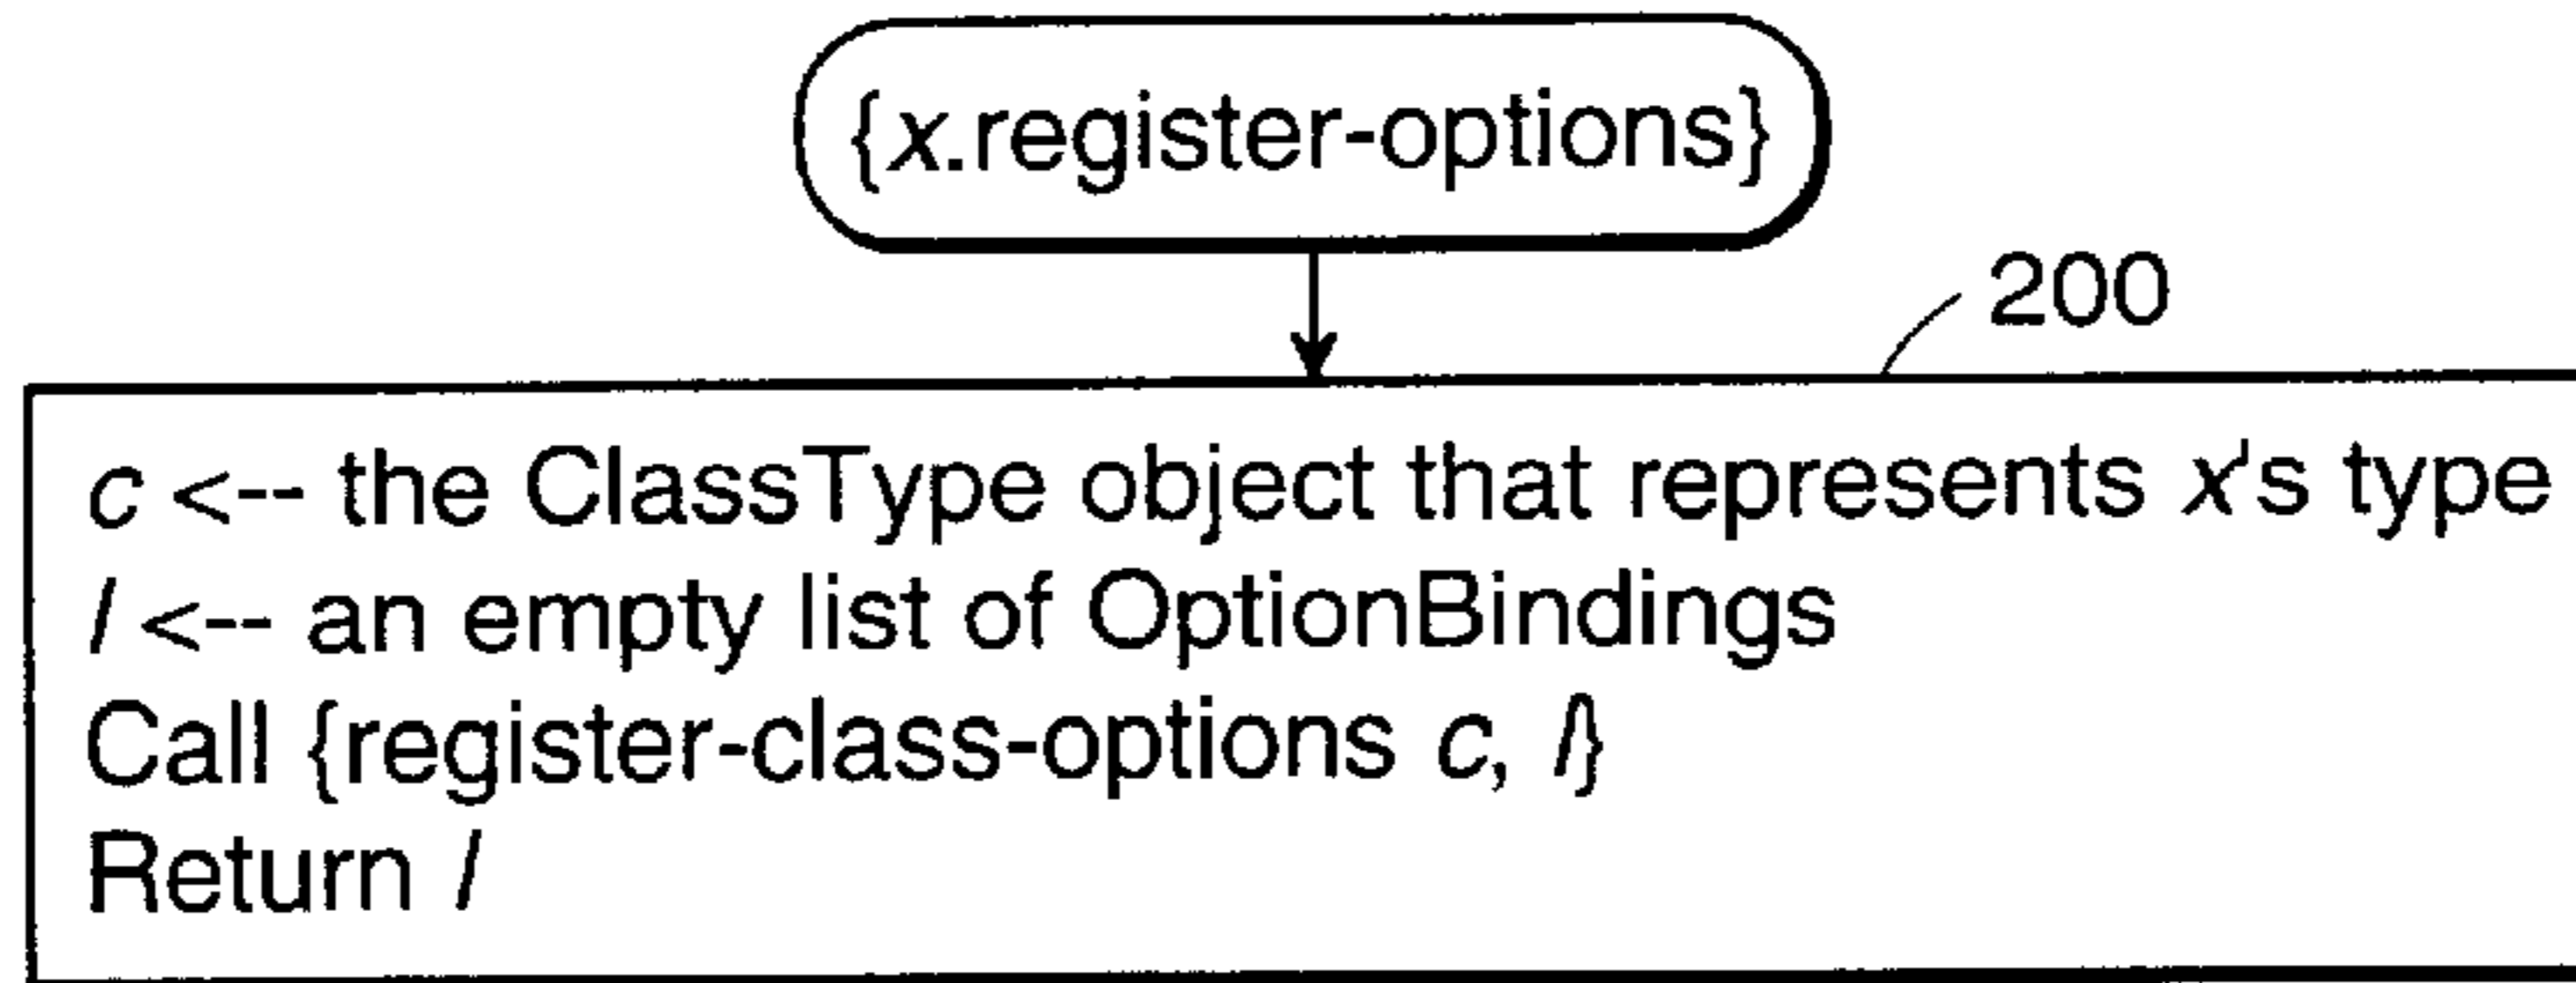 {x.register-options}
200
c <-- the ClassType object that represents x's type
l <-- an empty list of OptionBindings
Call {register-class-options c, l}
Return l